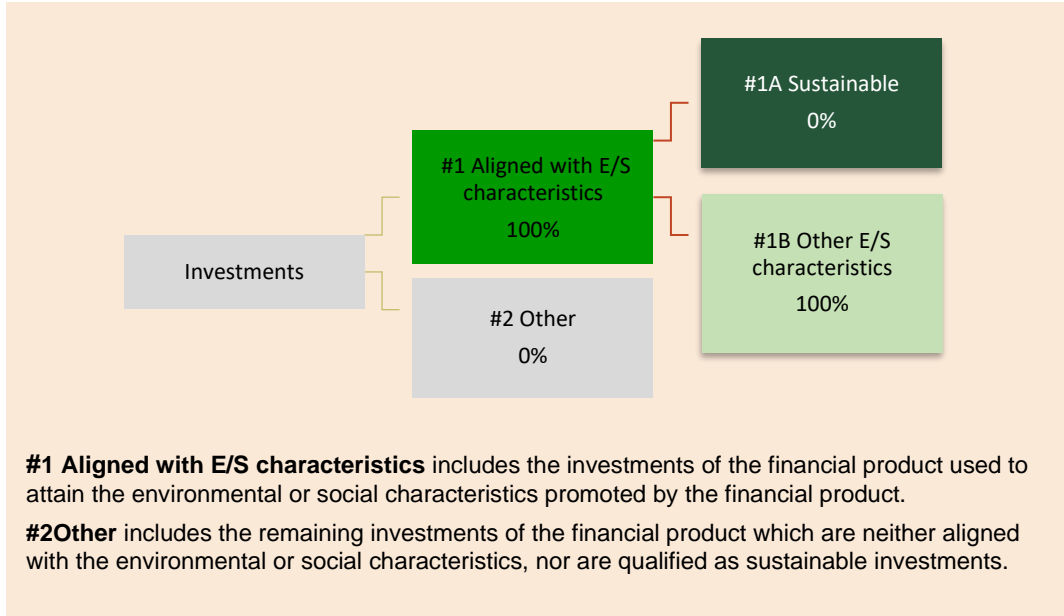 #1A Sustainable
0%
#1 Aligned with E/S
characteristics
100%
Investments
#1B Other E/S
characteristics
100%
#2 Other
0%
#1 Aligned with E/S characteristics includes the investments of the financial product used to
attain the environmental or social characteristics promoted by the financial product.
#2Other includes the remaining investments of the financial product which are neither aligned
with the environmental or social characteristics, nor are qualified as sustainable investments.